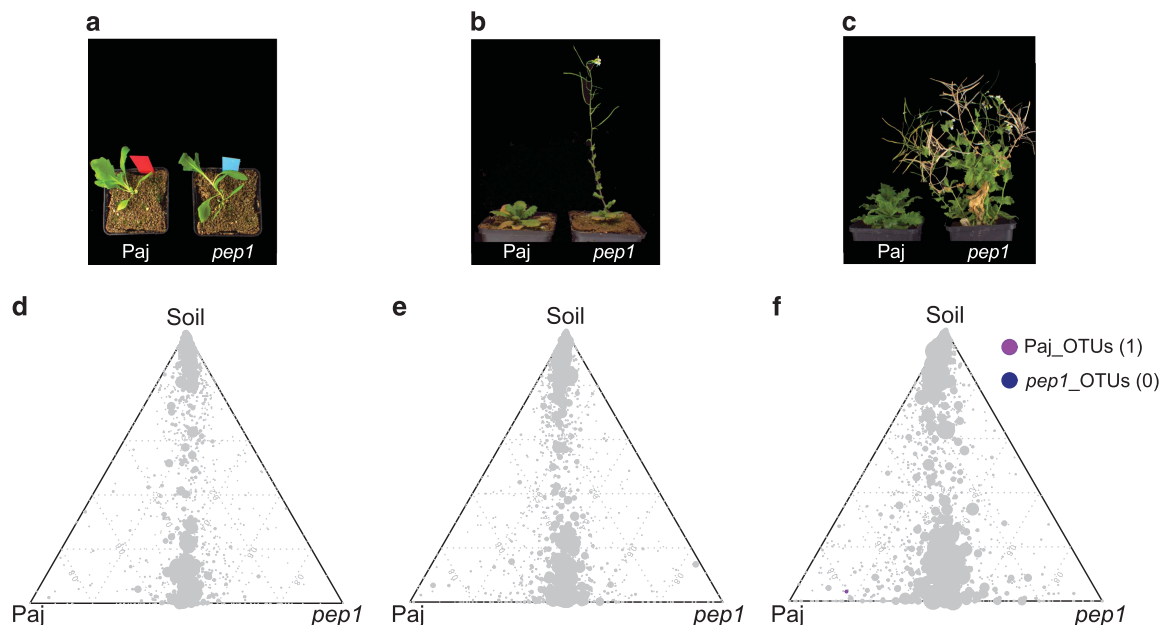 a
b
c
Paj pep1
Paj pep1
Paj pep1
d
e
f
Soil
Soil
Soil
Paj_OTUs (1)
pep1_OTUs (0)
Paj pep1
Paj pep1
Paj pep1